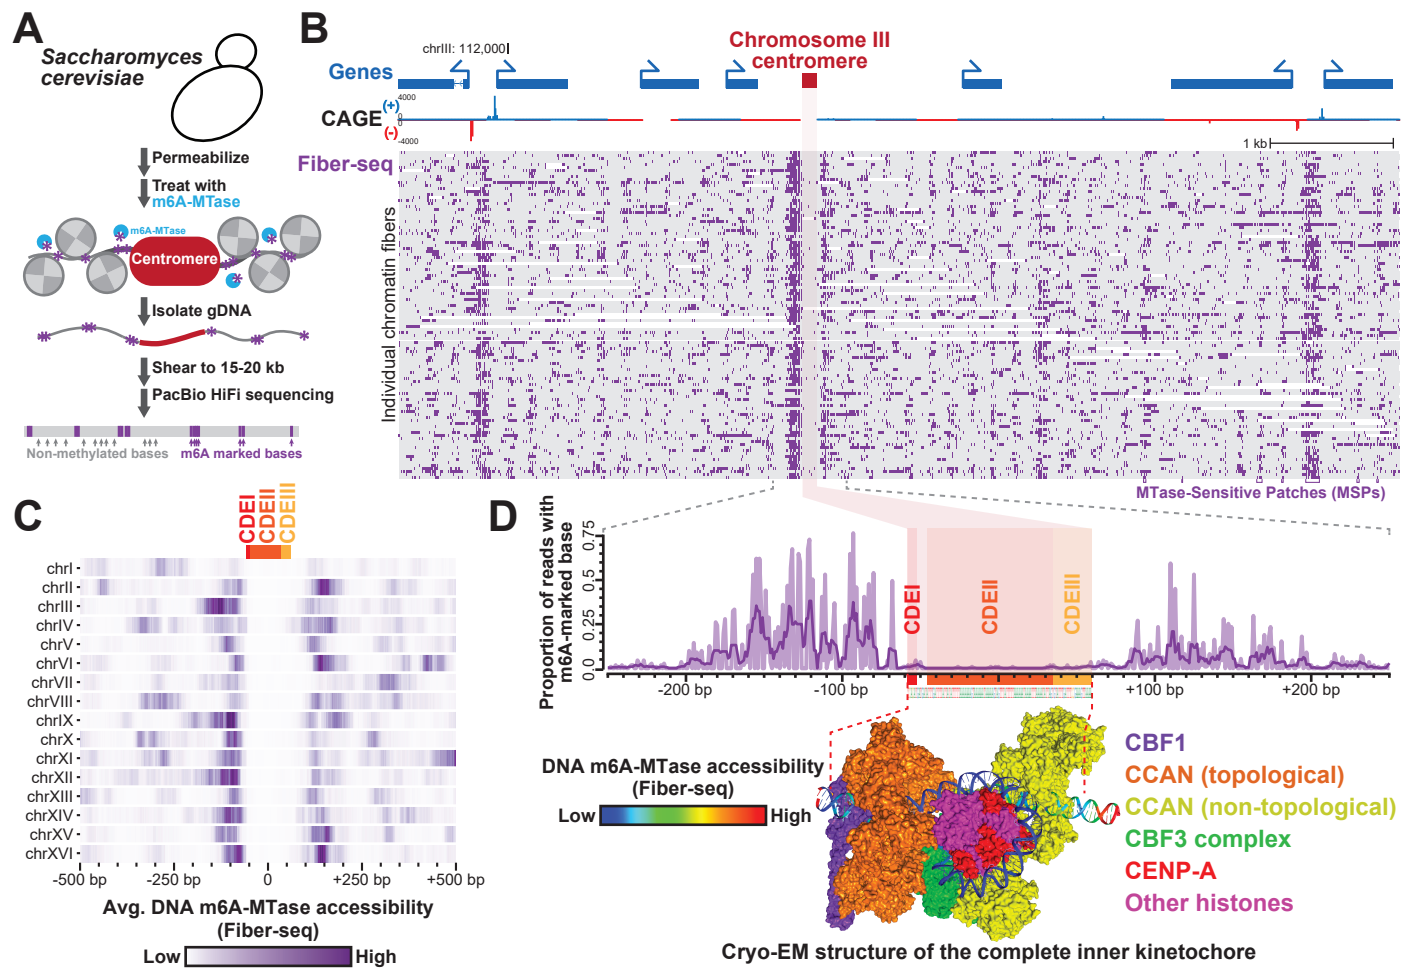 A
Saccharomyces
cerevisiae
Permeabilize
Treat with
m6A-MTase
m6A-MTase
Centromere
Isolate gDNA
Shear to 15-20 kb
PacBio HiFi sequencing
Non-methylated bases
m6A marked bases
B
Chromosome III
centromere
chrIII: 112,000
Genes
CAGE
(+)
(-)
4000
0
0
-4000
1 kb
Fiber-seq
Individual chromatin fibers
MTase-Sensitive Patches (MSPs)
C
CDEI
CDEII
CDEIII
chrI
chrII
chrIII
chrIV
chrV
chrVI
chrVII
chrVIII
chrIX
chrX
chrXI
chrXII
chrXIII
chrXIV
chrXV
chrXVI
-500 bp
-250 bp
0
+250 bp
+500 bp
Avg. DNA m6A-MTase accessibility
(Fiber-seq)
Low
High
D
Proportion of reads with
m6A-marked base
0.75
0.5
0.25
0.0
CDEI
CDEII
CDEIII
-200 bp
-100 bp
+100 bp
+200 bp
DNA m6A-MTase accessibility
(Fiber-seq)
Low
High
CBF1
CCAN (topological)
CCAN (non-topological)
CBF3 complex
CENP-A
Other histones
Cryo-EM structure of the complete inner kinetochore